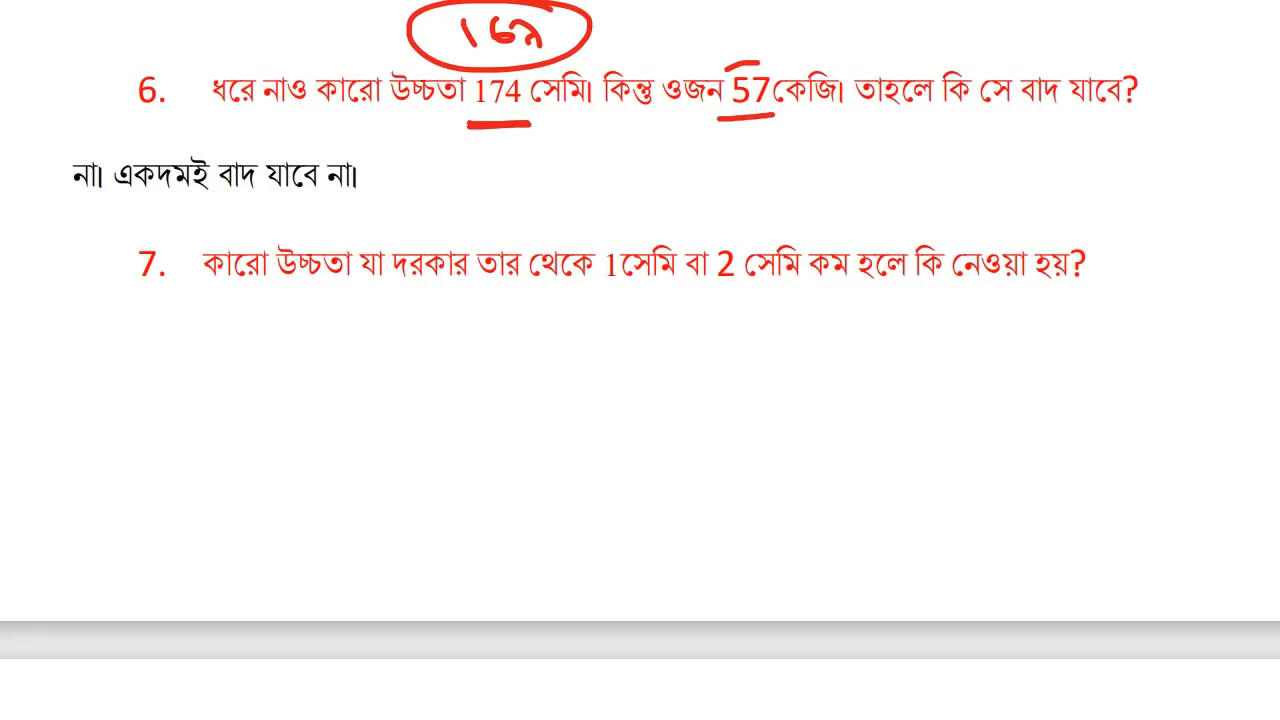 ১৬৯
6. ধরে নাও কারো উচ্চতা 174 সেমি। কিন্তু ওজন 57কেজি। তাহলে কি সে বাদ যাবে?
না। একদমই বাদ যাবে না।
7. কারো উচ্চতা যা দরকার তার থেকে 1সেমি বা 2 সেমি কম হলে কি নেওয়া হয়?